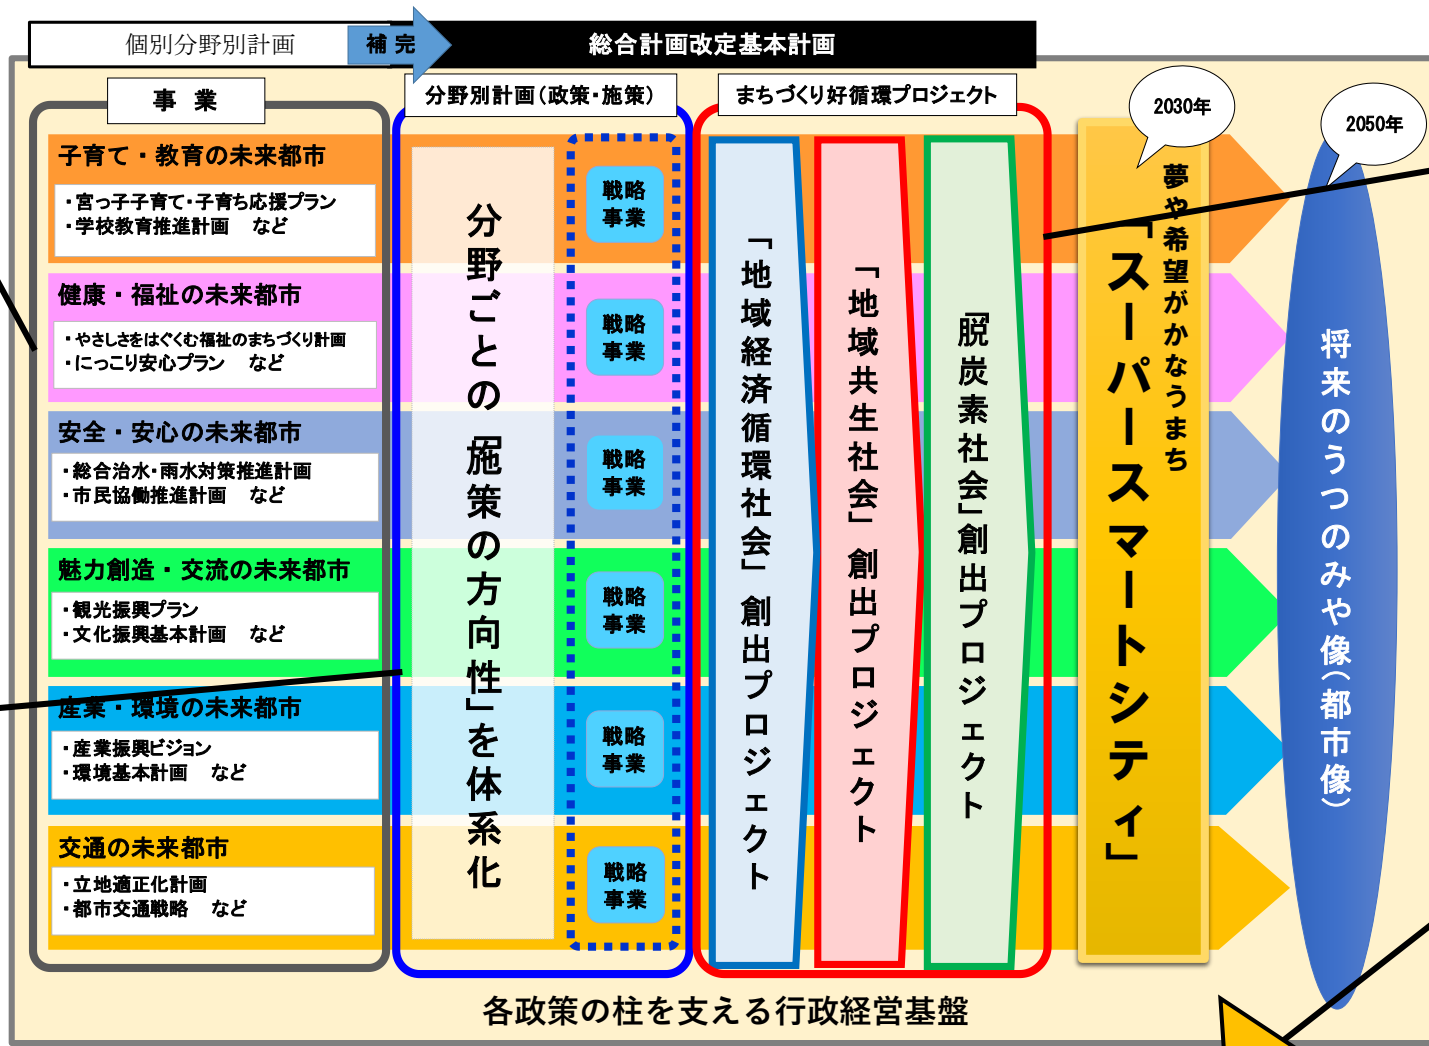 個別分野別計画
補完
総合計画改定基本計画
事　業
分野別計画（政策・施策）
まちづくり好循環プロジェクト
2030年
2050年
子育て・教育の未来都市
・宮っ子子育て・子育ち応援プラン
・学校教育推進計画　など
健康・福祉の未来都市
・やさしさをはぐくむ福祉のまちづくり計画
・にっこり安心プラン　など
安全・安心の未来都市
・総合治水・雨水対策推進計画
・市民協働推進計画　など
魅力創造・交流の未来都市
・観光振興プラン
・文化振興基本計画　など
産業・環境の未来都市
・産業振興ビジョン
・環境基本計画　など
交通の未来都市
・立地適正化計画
・都市交通戦略　など
分野ごとの「施策の方向性」を体系化
戦略
事業
戦略
事業
戦略
事業
戦略
事業
戦略
事業
戦略
事業
「地域経済循環社会」創出プロジェクト
「地域共生社会」創出プロジェクト
「脱炭素社会」創出プロジェクト
夢や希望がかなうまち
「スーパースマートシティ」
将来のうつのみや像（都市像）
各政策の柱を支える行政経営基盤